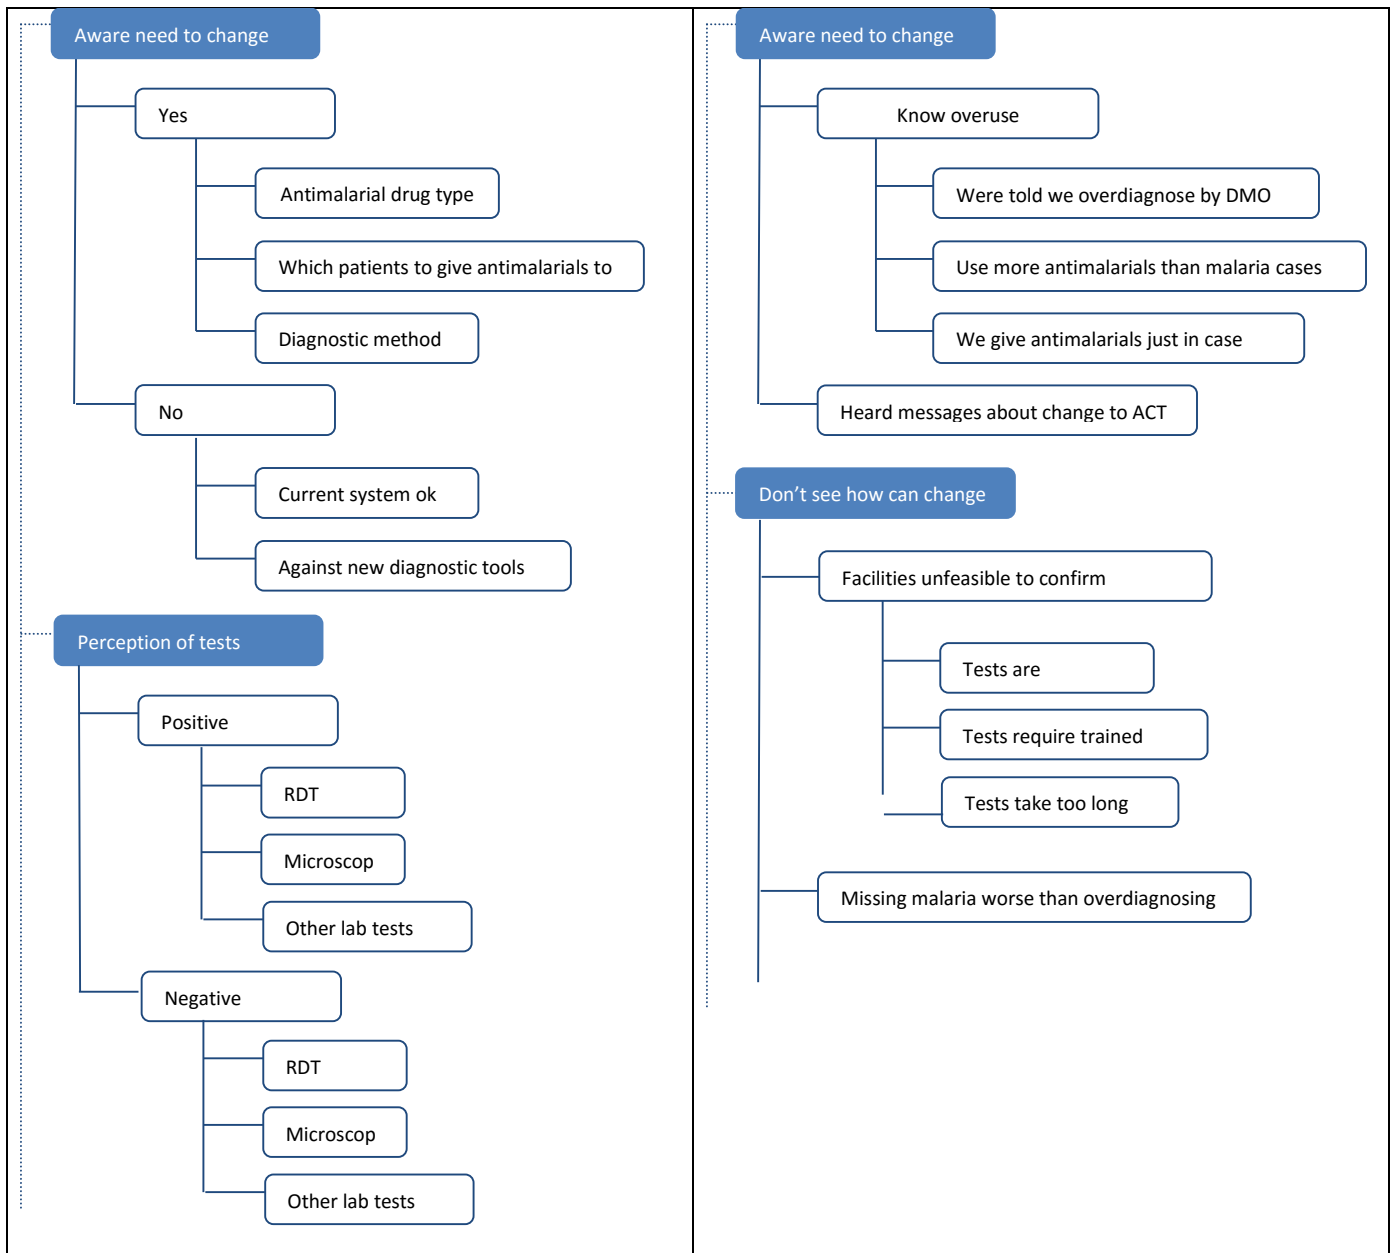 Aware need to change
Yes
Antimalarial drug type
Which patients to give antimalarials to
Diagnostic method
No
Current system ok
Against new diagnostic tools
Perception of tests
Positive
RDT
Microscop
Other lab tests
Negative
RDT
Microscop
Other lab tests
Aware need to change
Know overuse
Were told we overdiagnose by DMO
Use more antimalarials than malaria cases
We give antimalarials just in case
Heard messages about change to ACT
Don’t see how can change
Facilities unfeasible to confirm
Tests are
Tests require trained
Tests take too long
Missing malaria worse than overdiagnosing